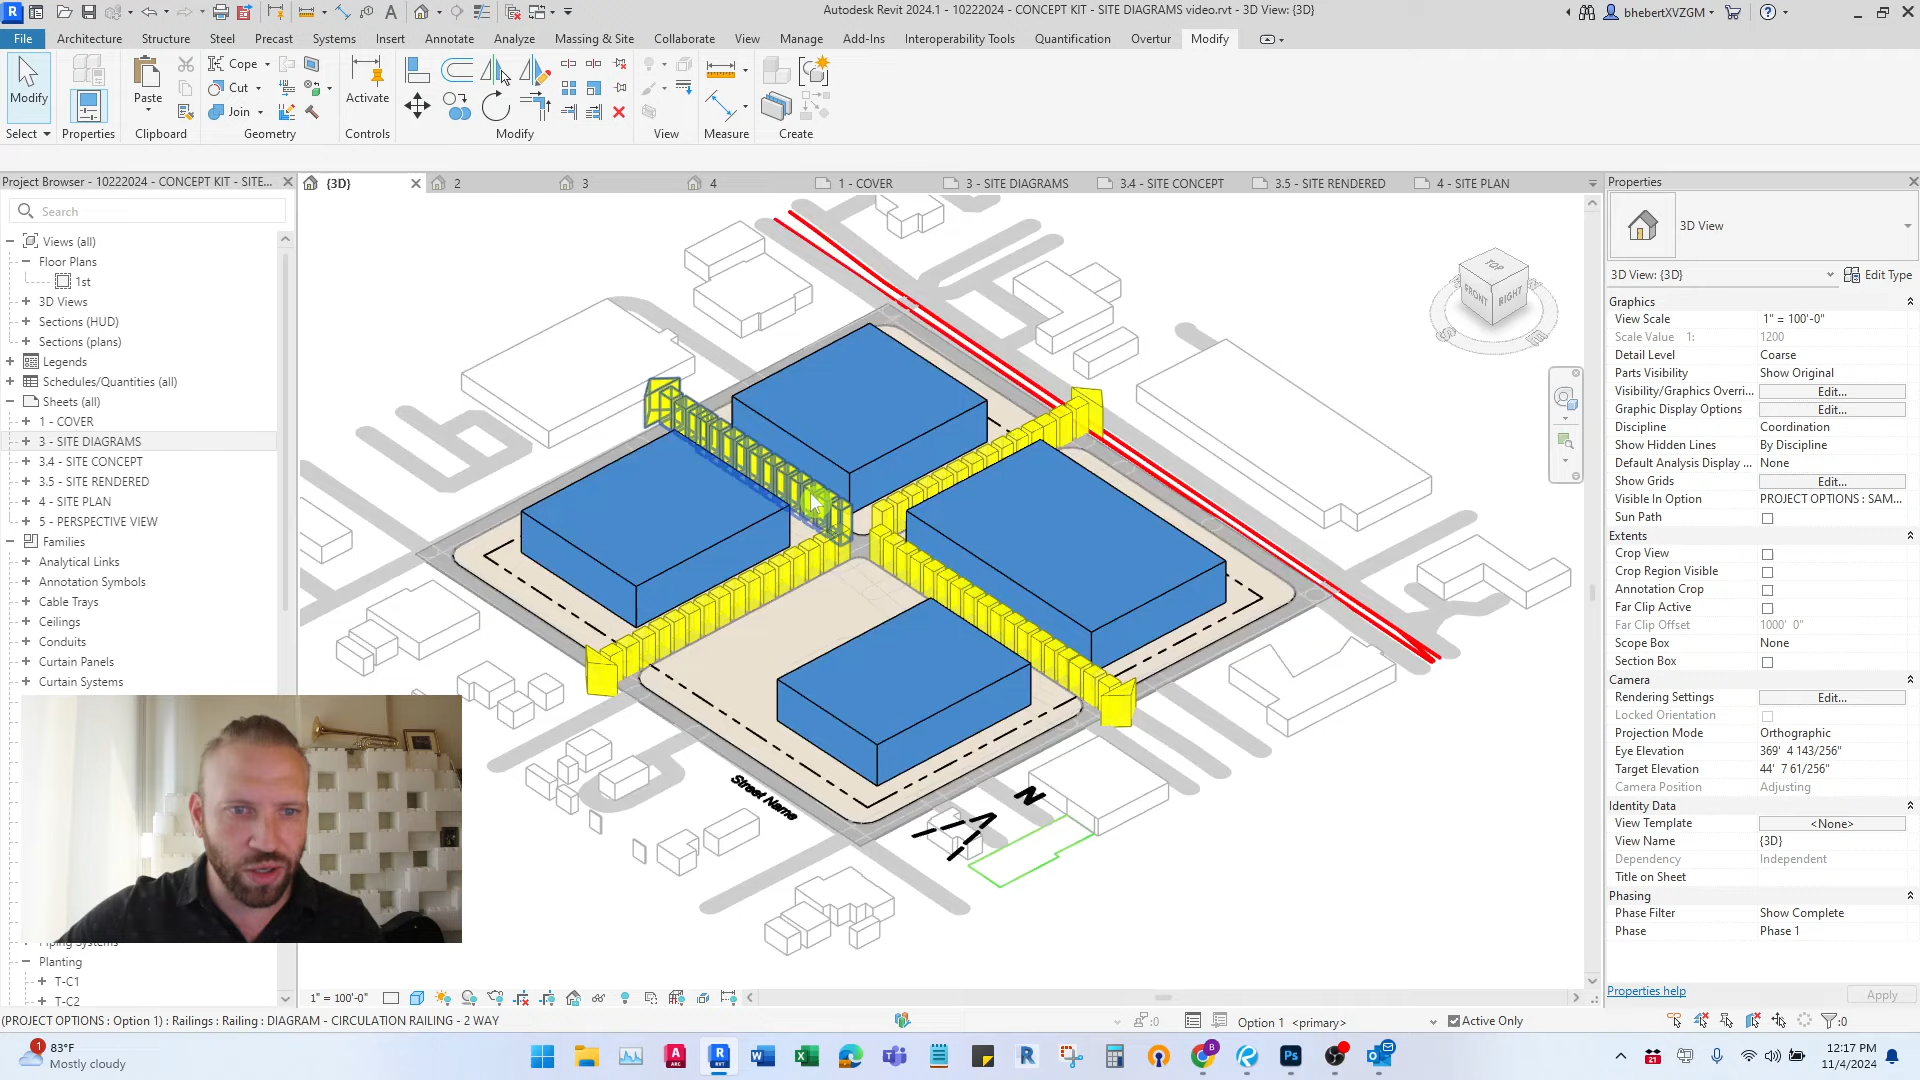 Autodesk Revit 2024.1 - 10222024 - CONCEPT KIT - SITE DIAGRAMS video.rvt - 3D View: {3D}
bhebertXVZGM
File
Architecture
Structure
Steel
Precast
Systems
Insert
Annotate
Analyze
Massing & Site
Collaborate
View
Manage
Add-Ins
Interoperability Tools
Quantification
Overtur
Modify
Modify
Paste
Cope
Cut
Join
Activate
Select
Properties
Clipboard
Geometry
Controls
Modify
View
Measure
Create
Project Browser - 10222024 - CONCEPT KIT - SITE...
{3D}
2
3
4
1 - COVER
3 - SITE DIAGRAMS
3.4 - SITE CONCEPT
3.5 - SITE RENDERED
4 - SITE PLAN
Search
Views (all)
Floor Plans
1st
3D Views
Sections (HUD)
Sections (plans)
Legends
Schedules/Quantities (all)
Sheets (all)
1 - COVER
3 - SITE DIAGRAMS
3.4 - SITE CONCEPT
3.5 - SITE RENDERED
4 - SITE PLAN
5 - PERSPECTIVE VIEW
Families
Analytical Links
Annotation Symbols
Cable Trays
Ceilings
Conduits
Curtain Panels
Curtain Systems
Piping Systems
Planting
T-C1
T-C2
Street Name
N
TOP
FRONT
RIGHT
Properties
3D View
3D View: {3D}
Edit Type
Graphics
View Scale 1" = 100'-0"
Scale Value 1: 1200
Detail Level Coarse
Parts Visibility Show Original
Visibility/Graphics Overri... Edit...
Graphic Display Options Edit...
Discipline Coordination
Show Hidden Lines By Discipline
Default Analysis Display ... None
Show Grids Edit...
Visible In Option PROJECT OPTIONS : SAM...
Sun Path
Extents
Crop View
Crop Region Visible
Annotation Crop
Far Clip Active
Far Clip Offset 1000' 0"
Scope Box None
Section Box
Camera
Rendering Settings Edit...
Locked Orientation
Projection Mode Orthographic
Eye Elevation 369' 4 143/256"
Target Elevation 44' 7 61/256"
Camera Position Adjusting
Identity Data
View Template <None>
View Name {3D}
Dependency Independent
Title on Sheet
Phasing
Phase Filter Show Complete
Phase Phase 1
Properties help
Apply
1" = 100'-0"
(PROJECT OPTIONS : Option 1) : Railings : Railing : DIAGRAM - CIRCULATION RAILING - 2 WAY
:0
Option 1 <primary>
Active Only
:0
1
83°F
Mostly cloudy
12:17 PM
11/4/2024